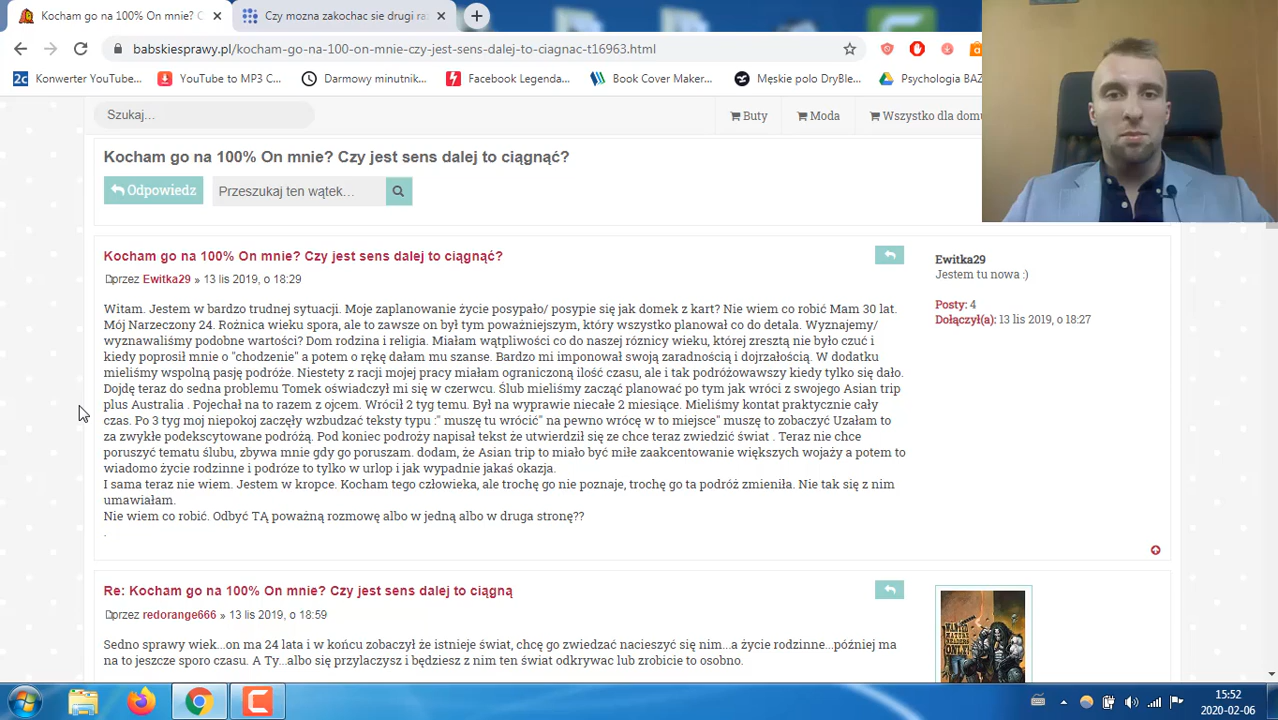 Kocham go na 100% On mnie? C
Czy mozna zakochac sie drugi ra
babskiesprawy.pl/kocham-go-na-100-on-mnie-czy-jest-sens-dalej-to-ciagnac-t16963.html
Konwerter YouTube...
YouTube to MP3 C...
Darmowy minutnik...
Facebook Legenda...
Book Cover Maker...
Męskie polo DryBle...
Psychologia BAZ
Szukaj...
Buty
Moda
Wszystko dla domu
Kocham go na 100% On mnie? Czy jest sens dalej to ciągnąć?
Odpowiedz
Przeszukaj ten wątek…
Kocham go na 100% On mnie? Czy jest sens dalej to ciągnąć?
przez Ewitka29 » 13 lis 2019, o 18:29
Witam. Jestem w bardzo trudnej sytuacji. Moje zaplanowanie życie posypało/ posypie się jak domek z kart? Nie wiem co robić Mam 30 lat.
Mój Narzeczony 24. Rożnica wieku spora, ale to zawsze on był tym poważniejszym, który wszystko planował co do detala. Wyznajemy/
wyznawaliśmy podobne wartości? Dom rodzina i religia. Miałam wątpliwości co do naszej róznicy wieku, której zresztą nie było czuć i
kiedy poprosił mnie o "chodzenie" a potem o rękę dałam mu szanse. Bardzo mi imponował swoją zaradnością i dojrzałością. W dodatku
mieliśmy wspolną pasję podróże. Niestety z racji mojej pracy miałam ograniczoną ilość czasu, ale i tak podróżowawszy kiedy tylko się dało.
Dojdę teraz do sedna problemu Tomek oświadczył mi się w czerwcu. Ślub mieliśmy zacząć planować po tym jak wróci z swojego Asian trip
plus Australia . Pojechał na to razem z ojcem. Wrócił 2 tyg temu. Był na wyprawie niecałe 2 miesiące. Mieliśmy kontat praktycznie cały
czas. Po 3 tyg moj niepokoj zaczęły wzbudzać teksty typu :" muszę tu wrócić" na pewno wrócę w to miejsce" muszę to zobaczyć Uzałam to
za zwykłe podekscytowane podróżą. Pod koniec podroży napisał tekst że utwierdził się ze chce teraz zwiedzić świat . Teraz nie chce
poruszyć tematu ślubu, zbywa mnie gdy go poruszam. dodam, że Asian trip to miało być miłe zaakcentowanie większych wojaży a potem to
wiadomo życie rodzinne i podróze to tylko w urlop i jak wypadnie jakaś okazja.
I sama teraz nie wiem. Jestem w kropce. Kocham tego człowieka, ale trochę go nie poznaje, trochę go ta podróż zmieniła. Nie tak się z nim
umawiałam.
Nie wiem co robić. Odbyć TĄ poważną rozmowę albo w jedną albo w druga stronę??
.
Ewitka29
Jestem tu nowa :)
Posty: 4
Dołączył(a): 13 lis 2019, o 18:27
Re: Kocham go na 100% On mnie? Czy jest sens dalej to ciągną
przez redorange666 » 13 lis 2019, o 18:59
Sedno sprawy wiek...on ma 24 lata i w końcu zobaczył że istnieje świat, chcę go zwiedzać nacieszyć się nim...a życie rodzinne...później ma
na to jeszcze sporo czasu. A Ty...albo się przylaczysz i będziesz z nim ten świat odkrywac lub zrobicie to osobno.
WANTED
MATURE
READERS
ONLY!
15:52
2020-02-06